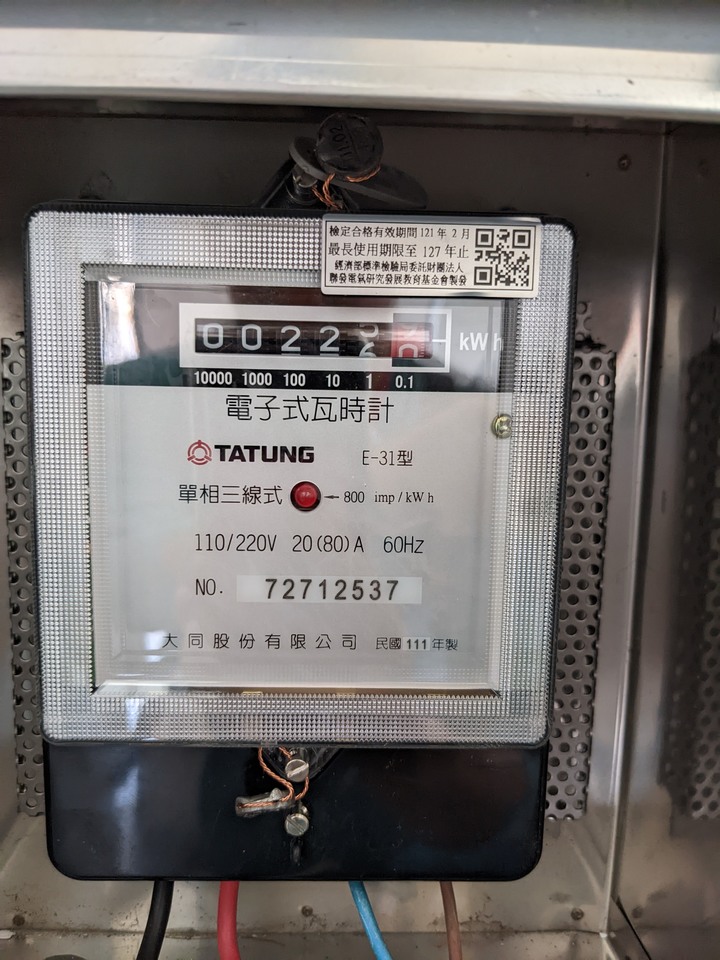 檢定合格有效期間 121 年 2 月
最長使用期限至 127 年止
經濟部標準檢驗局委託財團法人
聯發電氣研究發展教育基金會製發
0 0 2 2 kWh
10000 1000 100 10 1 0.1
電子式瓦時計
TATUNG E-31型
單相三線式 800 imp/kWh
110/220V 20(80)A 60Hz
NO. 72712537
大同股份有限公司 民國 111 年製